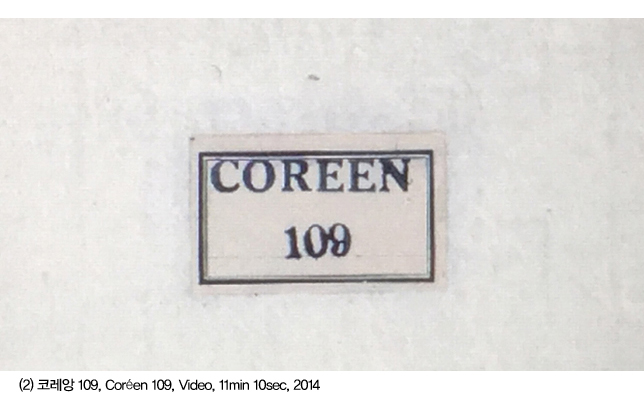 COREEN
109
(2) 코레앙 109, Coréen 109, Video, 11min 10sec, 2014